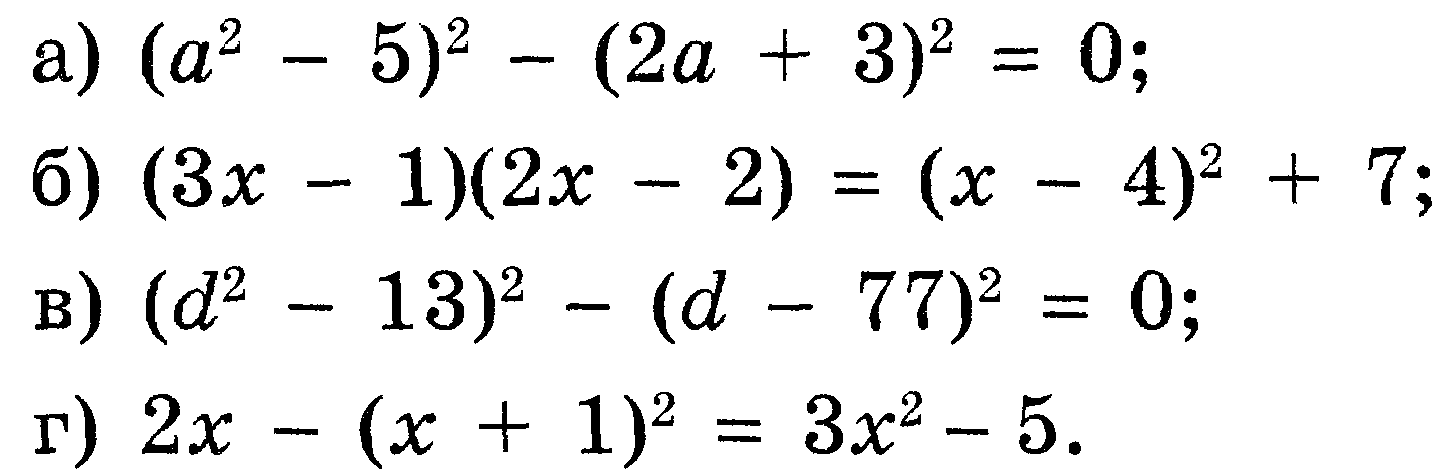 а) (a² − 5)² − (2a + 3)² = 0;
б) (3x − 1)(2x − 2) = (x − 4)² + 7;
в) (d² − 13)² − (d − 77)² = 0;
г) 2x − (x + 1)² = 3x² − 5.